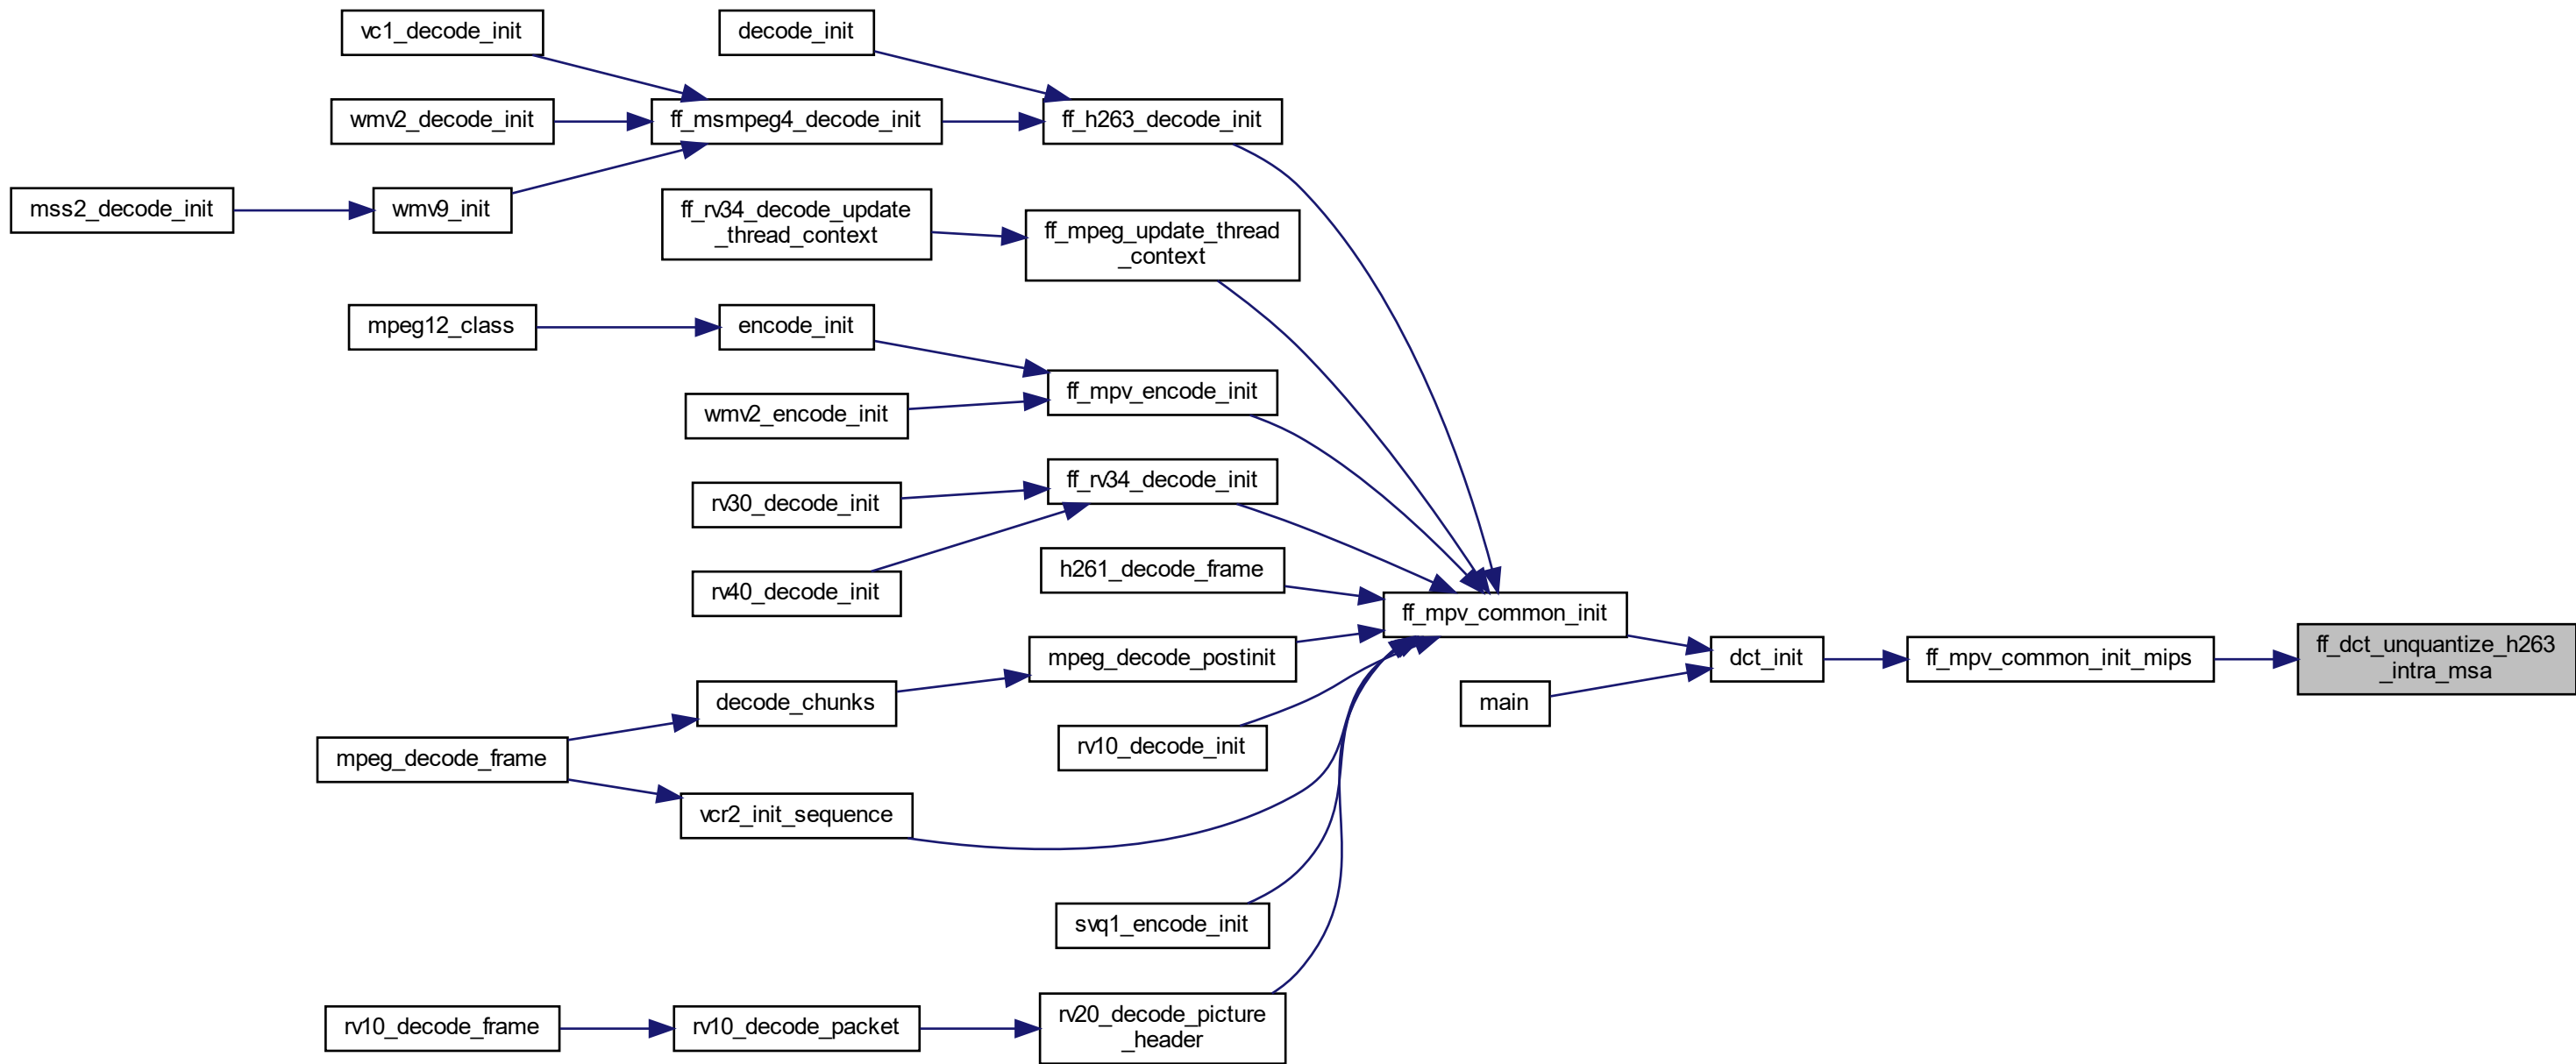 vc1_decode_init
decode_init
wmv2_decode_init
ff_msmpeg4_decode_init
ff_h263_decode_init
mss2_decode_init
wmv9_init
ff_rv34_decode_update
_thread_context
ff_mpeg_update_thread
_context
mpeg12_class
encode_init
ff_mpv_encode_init
wmv2_encode_init
ff_rv34_decode_init
rv30_decode_init
h261_decode_frame
rv40_decode_init
ff_mpv_common_init
mpeg_decode_postinit
dct_init
ff_mpv_common_init_mips
ff_dct_unquantize_h263
_intra_msa
decode_chunks
main
mpeg_decode_frame
rv10_decode_init
vcr2_init_sequence
svq1_encode_init
rv10_decode_frame
rv10_decode_packet
rv20_decode_picture
_header